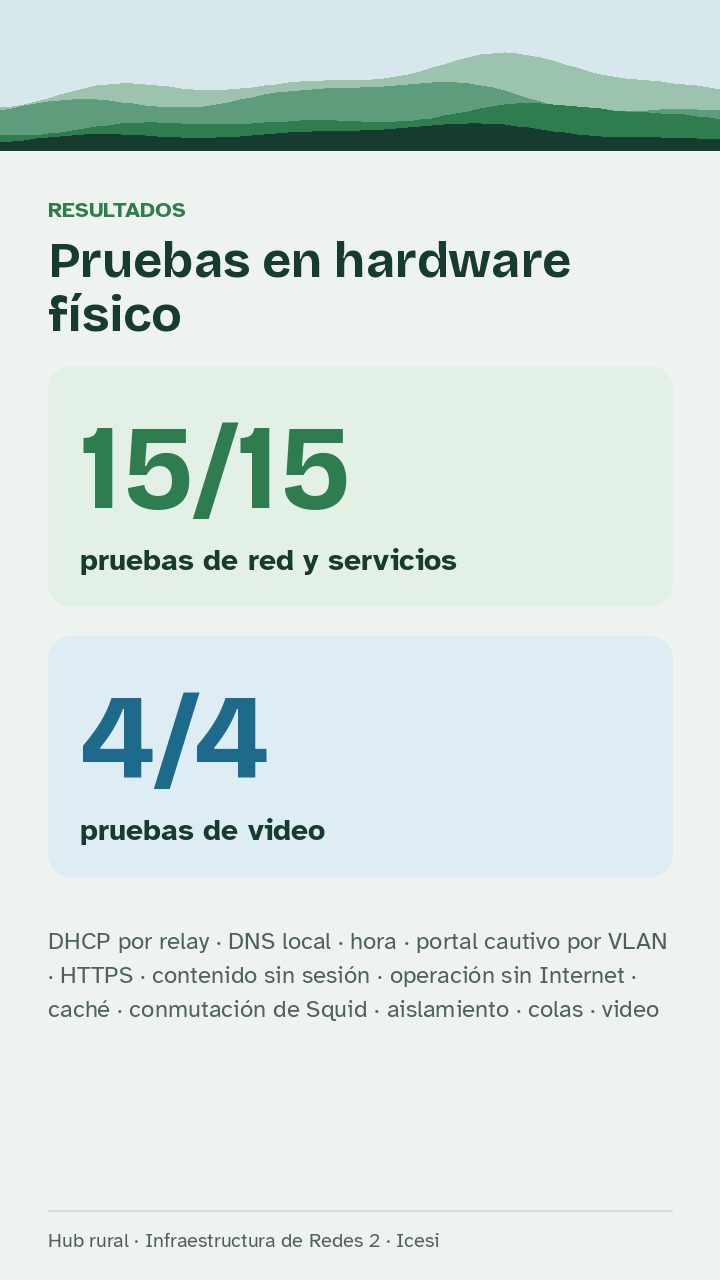 RESULTADOS
Pruebas en hardware
físico
15/15
pruebas de red y servicios
4/4
pruebas de video
DHCP por relay · DNS local · hora · portal cautivo por VLAN
· HTTPS · contenido sin sesión · operación sin Internet ·
caché · conmutación de Squid · aislamiento · colas · video
Hub rural · Infraestructura de Redes 2 · Icesi